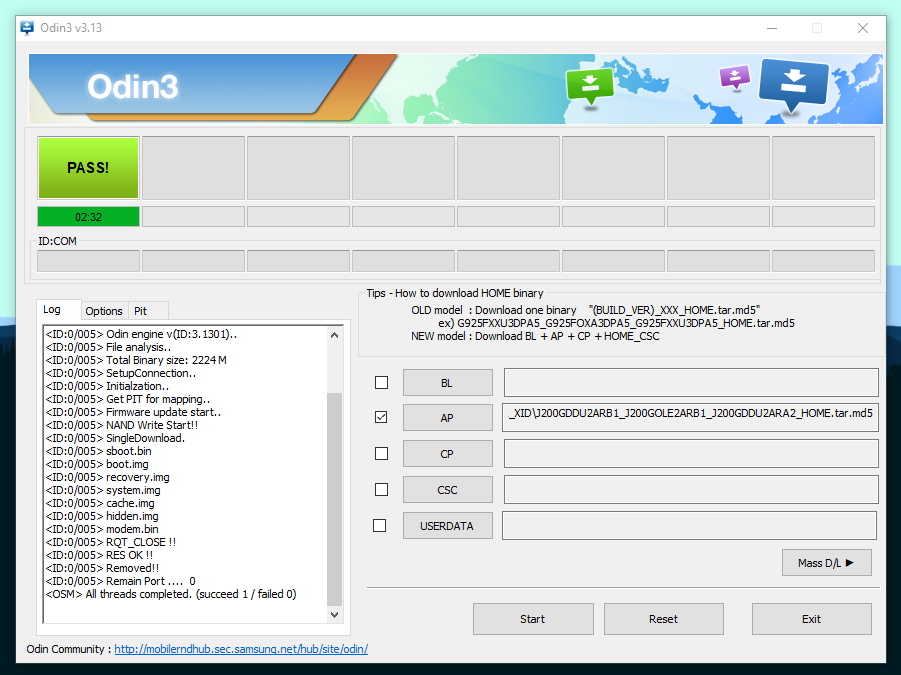 Odin3 v3.13
Odin3
PASS!
02:32
ID:COM
Log
Options
Pit
<ID:0/005> Odin engine v(ID:3.1301)..
<ID:0/005> File analysis..
<ID:0/005> Total Binary size: 2224 M
<ID:0/005> SetupConnection..
<ID:0/005> Initialzation..
<ID:0/005> Get PIT for mapping..
<ID:0/005> Firmware update start..
<ID:0/005> NAND Write Start!!
<ID:0/005> SingleDownload.
<ID:0/005> sboot.bin
<ID:0/005> boot.img
<ID:0/005> recovery.img
<ID:0/005> system.img
<ID:0/005> cache.img
<ID:0/005> hidden.img
<ID:0/005> modem.bin
<ID:0/005> RQT_CLOSE !!
<ID:0/005> RES OK !!
<ID:0/005> Removed!!
<ID:0/005> Remain Port .... 0
<OSM> All threads completed. (succeed 1 / failed 0)
Tips - How to download HOME binary
OLD model : Download one binary "(BUILD_VER)_XXX_HOME.tar.md5"
ex) G925FXXU3DPA5_G925FOXA3DPA5_G925FXXU3DPA5_HOME.tar.md5
NEW model : Download BL + AP + CP + HOME_CSC
BL
AP
_XID\J200GDDU2ARB1_J200GOLE2ARB1_J200GDDU2ARA2_HOME.tar.md5
CP
CSC
USERDATA
Mass D/L ►
Start
Reset
Exit
Odin Community : http://mobilerndhub.sec.samsung.net/hub/site/odin/